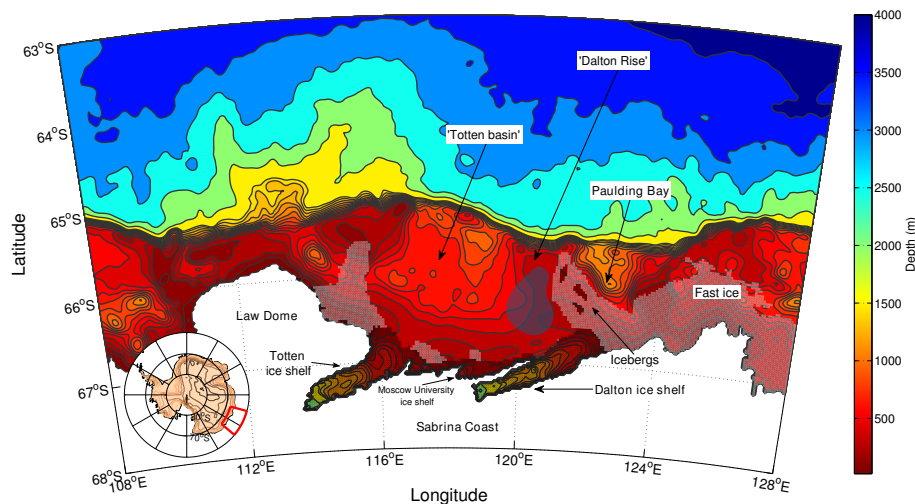 63°S
64°S
65°S
66°S
67°S
68°S
Latitude
'Dalton Rise'
'Totten basin'
Paulding Bay
Fast ice
Law Dome
Icebergs
Totten
ice shelf
Moscow University
ice shelf
Dalton ice shelf
Sabrina Coast
80°S
70°S
108°E
112°E
116°E
120°E
124°E
128°E
Longitude
4000
3500
3000
2500
2000
1500
1000
500
Depth (m)